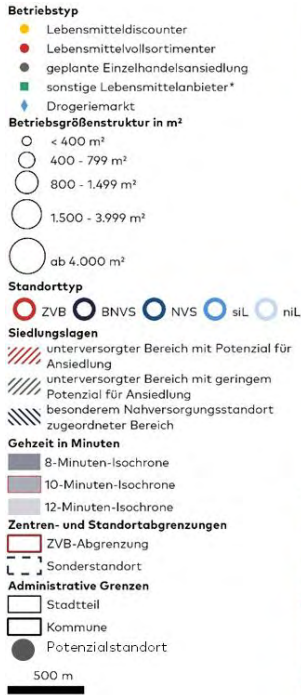 Betriebstyp
Lebensmitteldiscounter
Lebensmittelvollsortimenter
geplante Einzelhandelsansiedlung
sonstige Lebensmittelanbieter*
Drogeriemarkt
Betriebsgrößenstruktur in m²
< 400 m²
400 - 799 m²
800 - 1.499 m²
1.500 - 3.999 m²
ab 4.000 m²
Standorttyp
ZVB BNVS NVS siL niL
Siedlungslagen
unterversorgter Bereich mit Potenzial für
Ansiedlung
unterversorgter Bereich mit geringem
Potenzial für Ansiedlung
besonderem Nahversorgungsstandort
zugeordneter Bereich
Gehzeit in Minuten
8-Minuten-Isochrone
10-Minuten-Isochrone
12-Minuten-Isochrone
Zentren- und Standortabgrenzungen
ZVB-Abgrenzung
Sonderstandort
Administrative Grenzen
Stadtteil
Kommune
Potenzialstandort
500 m